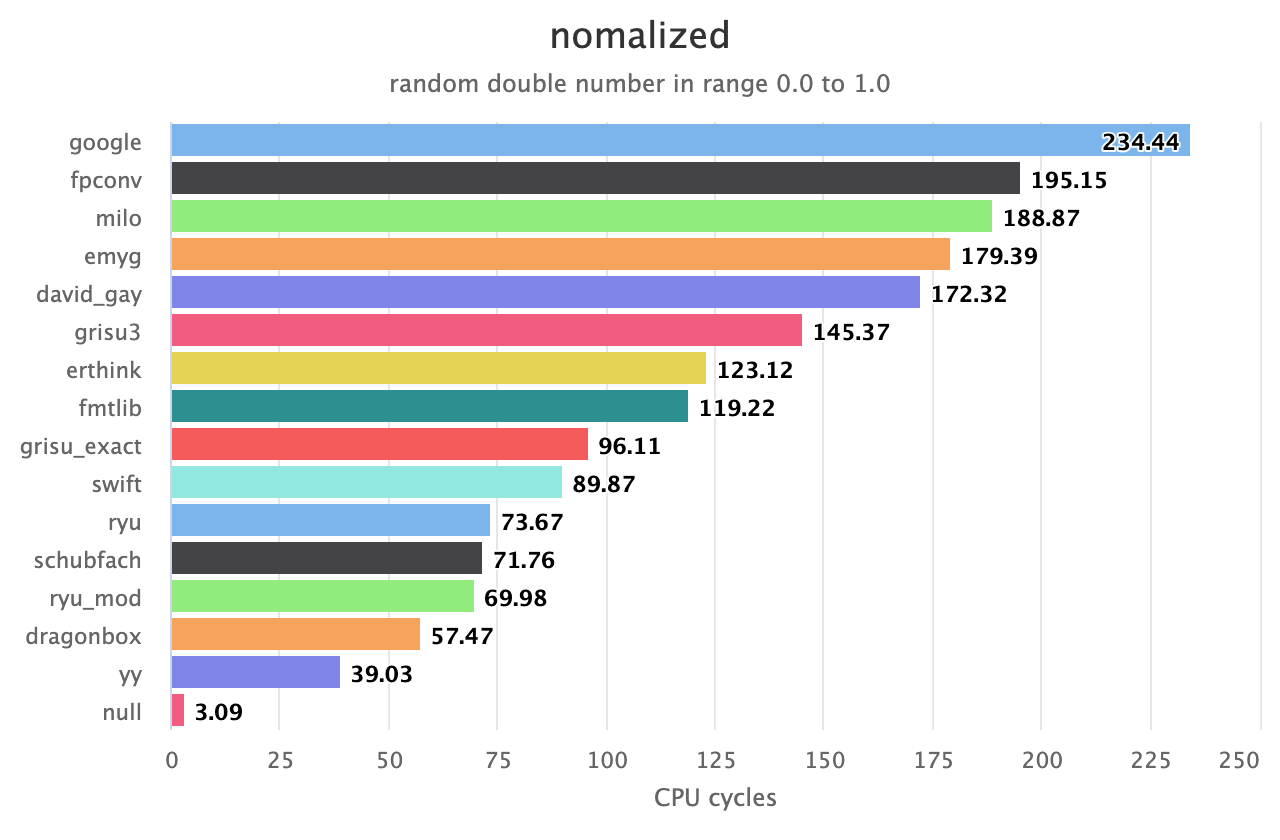 nomalized
random double number in range 0.0 to 1.0
google 234.44
fpconv 195.15
milo 188.87
emyg 179.39
david_gay 172.32
grisu3 145.37
erthink 123.12
fmtlib 119.22
grisu_exact 96.11
swift 89.87
ryu 73.67
schubfach 71.76
ryu_mod 69.98
dragonbox 57.47
yy 39.03
null 3.09
0 25 50 75 100 125 150 175 200 225 250
CPU cycles